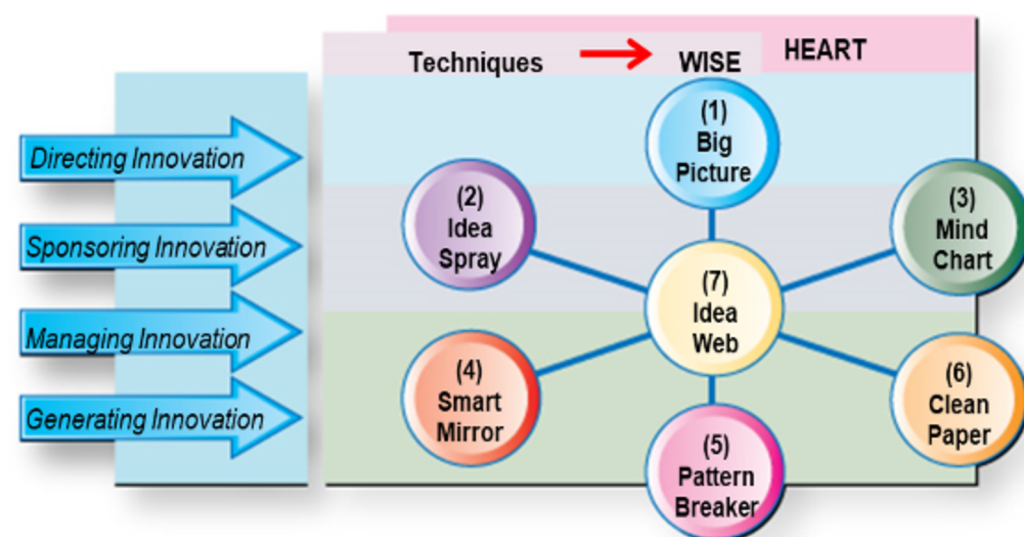 HEART
Techniques → WISE
Directing Innovation
Sponsoring Innovation
Managing Innovation
Generating Innovation
(1)
Big
Picture
(2)
Idea
Spray
(3)
Mind
Chart
(7)
Idea
Web
(4)
Smart
Mirror
(6)
Clean
Paper
(5)
Pattern
Breaker